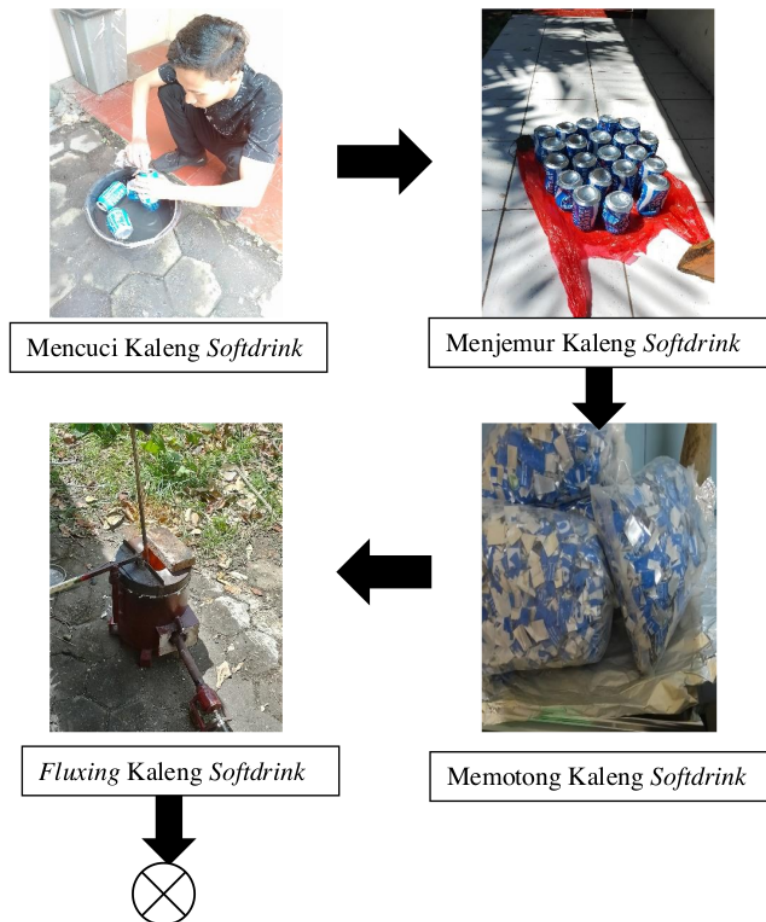 Mencuci Kaleng Softdrink
Menjemur Kaleng Softdrink
Fluxing Kaleng Softdrink
Memotong Kaleng Softdrink